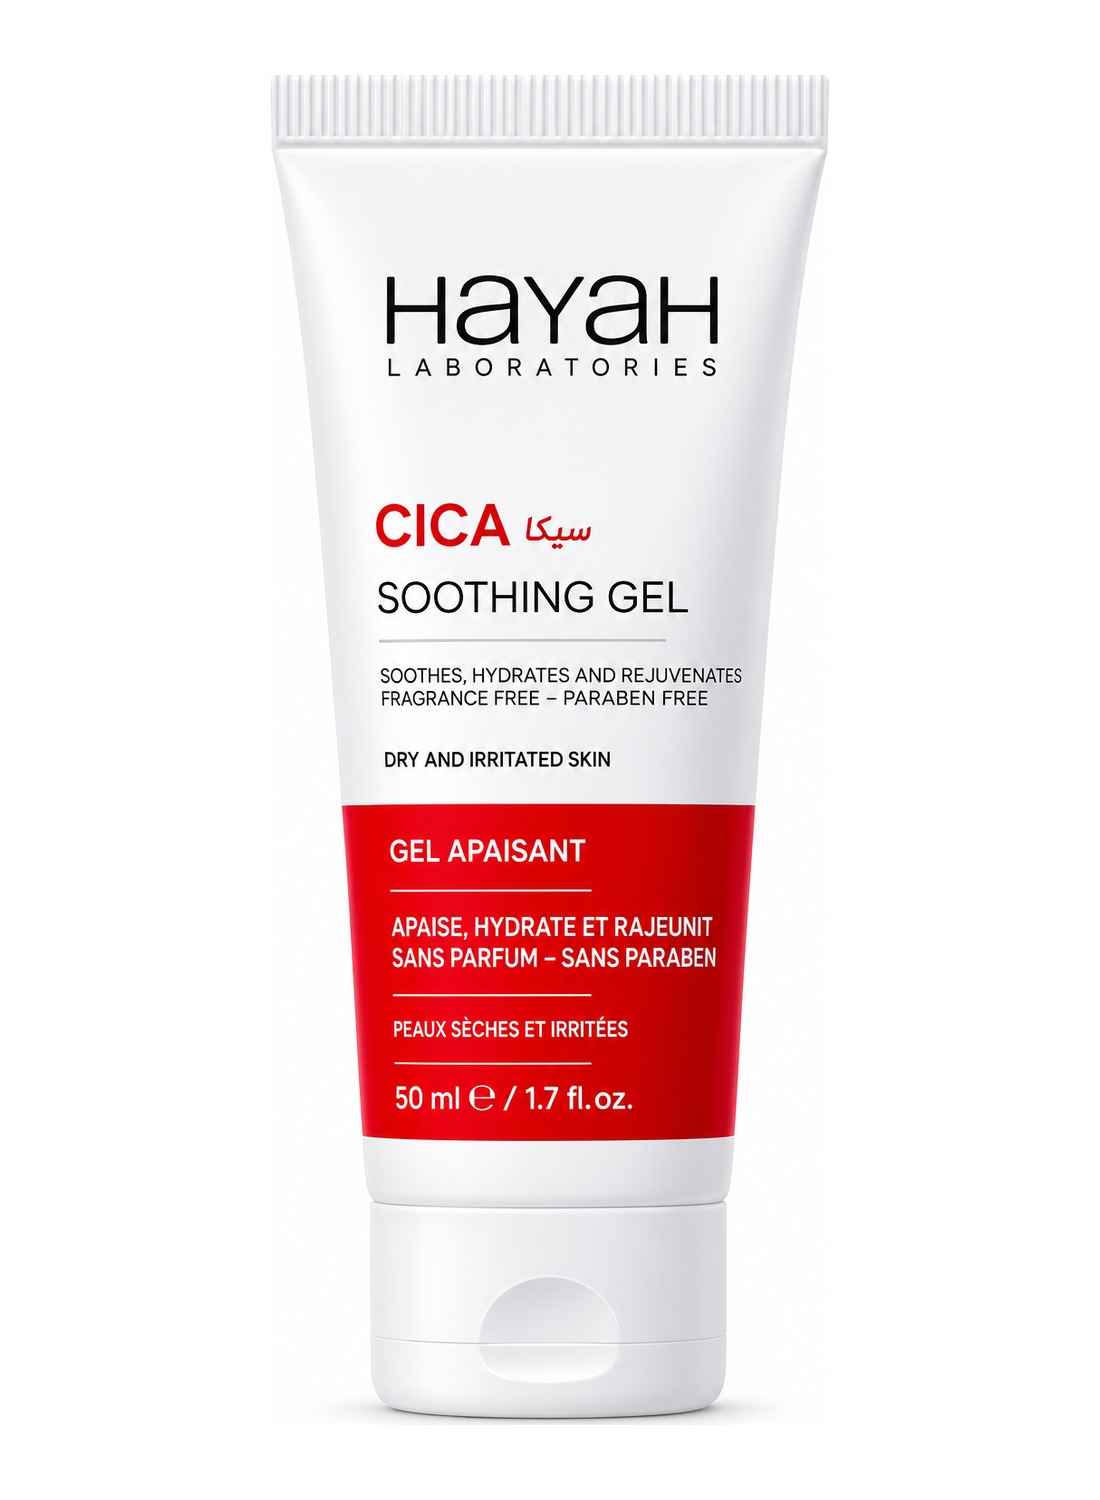 HAYAH
LABORATORIES
CICA سيكا
SOOTHING GEL
SOOTHES, HYDRATES AND REJUVENATES
FRAGRANCE FREE – PARABEN FREE
DRY AND IRRITATED SKIN
GEL APAISANT
APAISE, HYDRATE ET RAJEUNIT
SANS PARFUM – SANS PARABEN
PEAUX SÈCHES ET IRRITÉES
50 ml ℮ / 1.7 fl.oz.